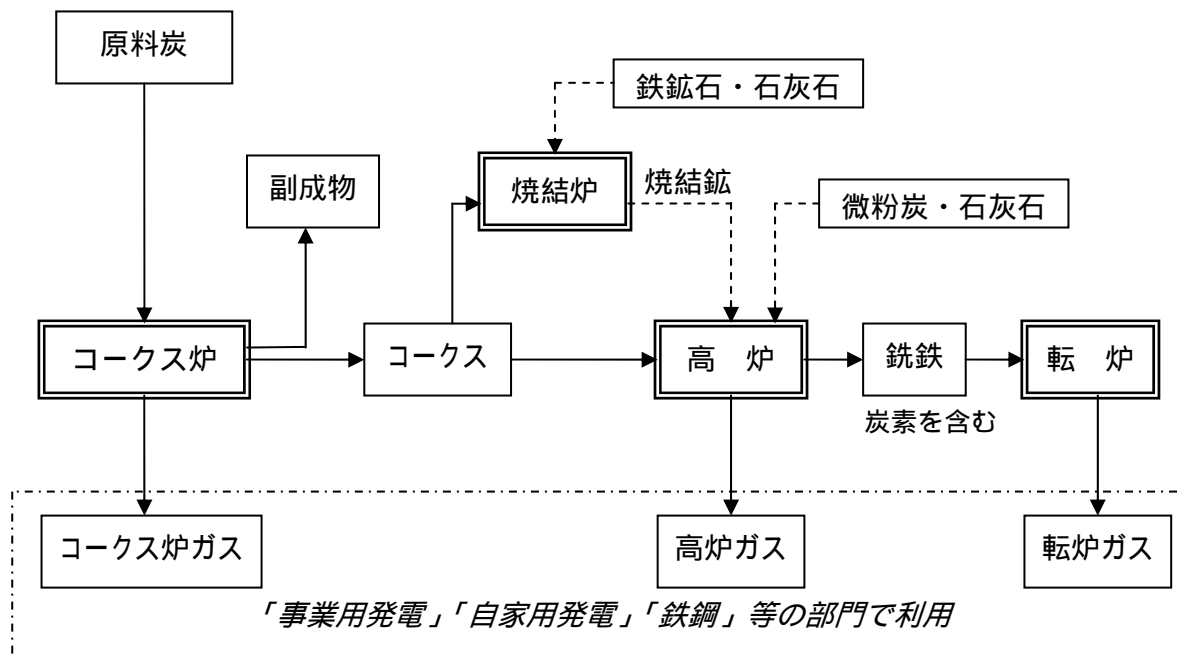 原料炭
鉄鉱石・石灰石
副成物
焼結炉
焼結鉱
微粉炭・石灰石
コークス炉
コークス
高　炉
銑鉄
転　炉
炭素を含む
コークス炉ガス
高炉ガス
転炉ガス
「事業用発電」「自家用発電」「鉄鋼」等の部門で利用